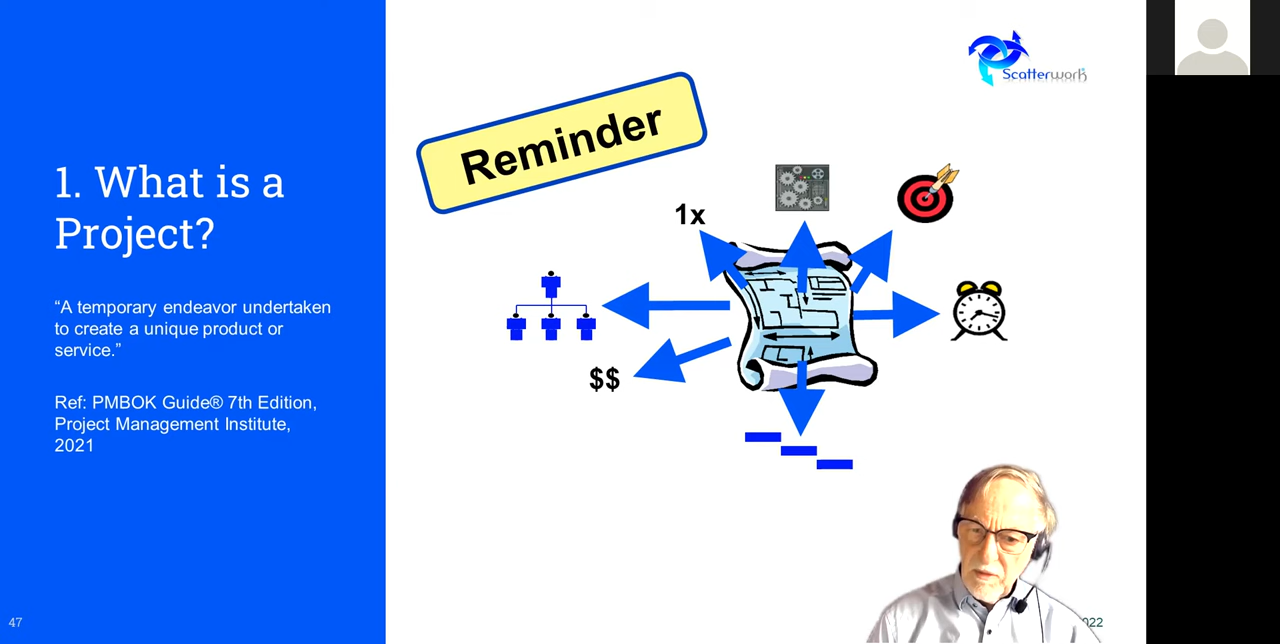 1. What is a
Project?
“A temporary endeavor undertaken
to create a unique product or
service.”
Ref: PMBOK Guide® 7th Edition,
Project Management Institute,
2021
47
Scatterwork
Reminder
1x
$$